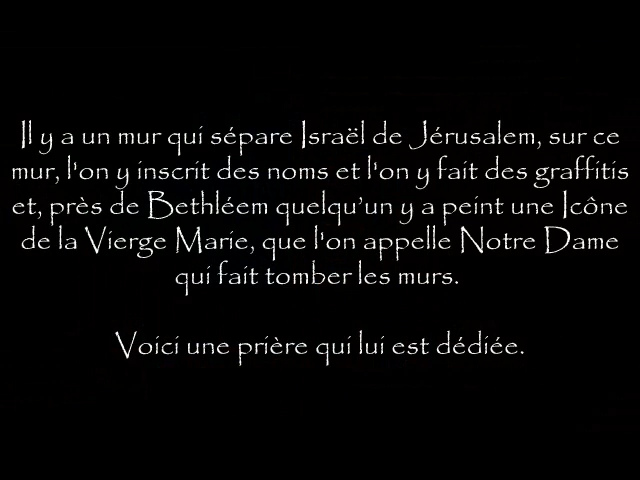 Il y a un mur qui sépare Israël de Jérusalem, sur ce
mur, l'on y inscrit des noms et l'on y fait des graffitis
et, près de Bethléem quelqu’un y a peint une Icône
de la Vierge Marie, que l'on appelle Notre Dame
qui fait tomber les murs.
Voici une prière qui lui est dédiée.